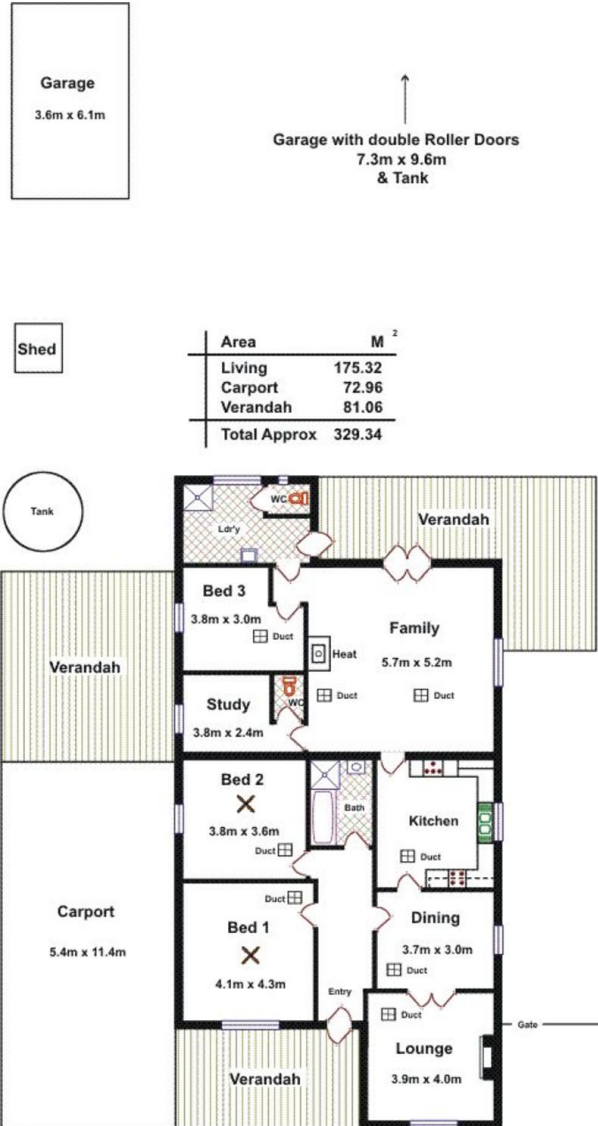 Garage
3.6m x 6.1m
Garage with double Roller Doors
7.3m x 9.6m
& Tank
Shed
Area M 2
Living 175.32
Carport 72.96
Verandah 81.06
Total Approx 329.34
Tank
WC
Verandah
Ldr'y
Bed 3
3.8m x 3.0m
Duct
Family
5.7m x 5.2m
Heat
Verandah
Duct
Duct
WC
Study
3.8m x 2.4m
Bed 2
3.8m x 3.6m
Duct
Bath
Kitchen
Duct
Carport
5.4m x 11.4m
Duct
Bed 1
4.1m x 4.3m
Dining
3.7m x 3.0m
Duct
Entry
Duct
Gate
Lounge
3.9m x 4.0m
Verandah